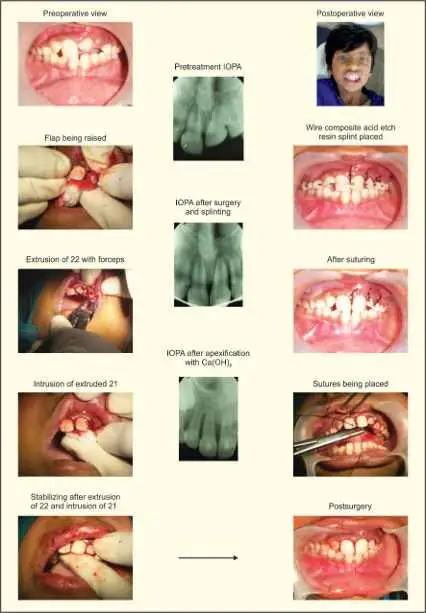 Preoperative view
Postoperative view
Pretreatment IOPA
Flap being raised
Wire composite acid etch
resin splint placed
IOPA after surgery
and splinting
Extrusion of 22 with forceps
After suturing
IOPA after apexification
with Ca(OH)₂
Intrusion of extruded 21
Sutures being placed
Stabilizing after extrusion
of 22 and intrusion of 21
Postsurgery